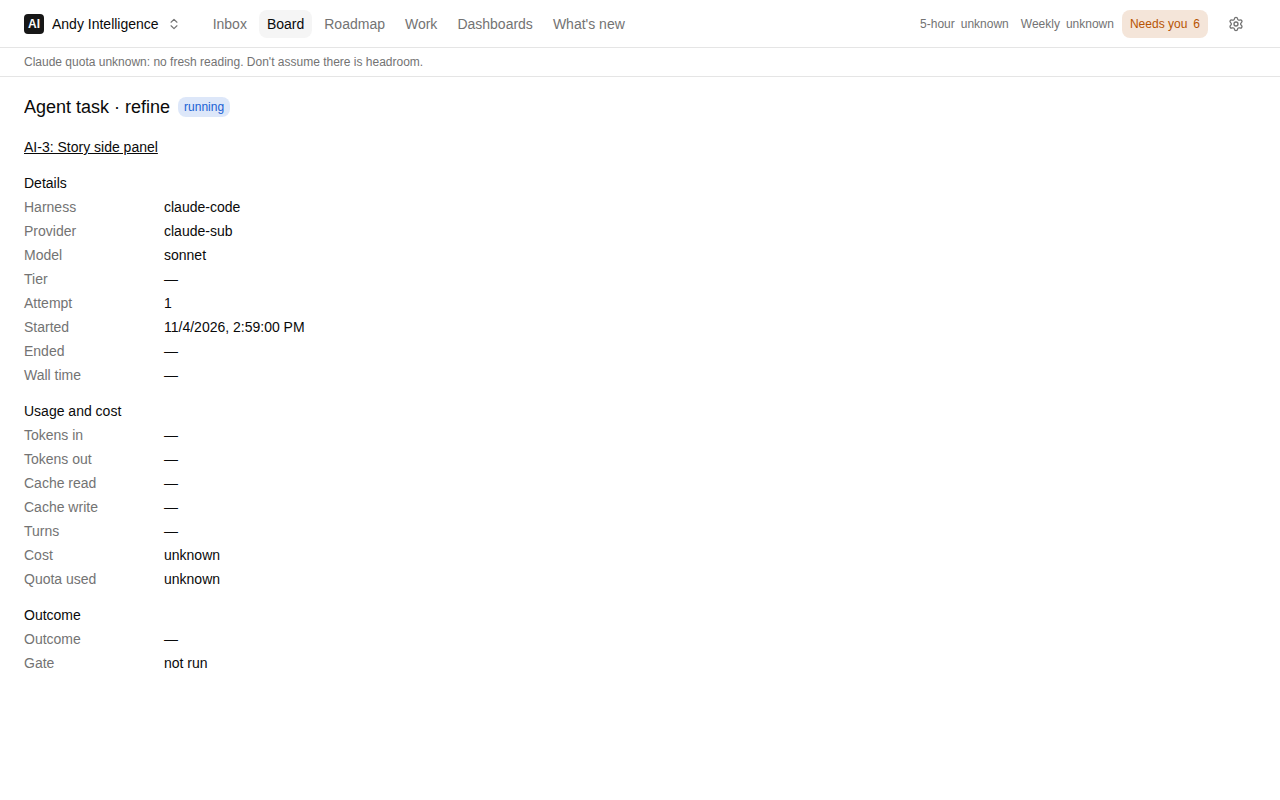 AI Andy Intelligence Inbox Board Roadmap Work Dashboards What's new 5-hour unknown Weekly unknown Needs you 6
Claude quota unknown: no fresh reading. Don't assume there is headroom.
Agent task · refine running
AI-3: Story side panel
Details
Harness claude-code
Provider claude-sub
Model sonnet
Tier —
Attempt 1
Started 11/4/2026, 2:59:00 PM
Ended —
Wall time —
Usage and cost
Tokens in —
Tokens out —
Cache read —
Cache write —
Turns —
Cost unknown
Quota used unknown
Outcome
Outcome —
Gate not run